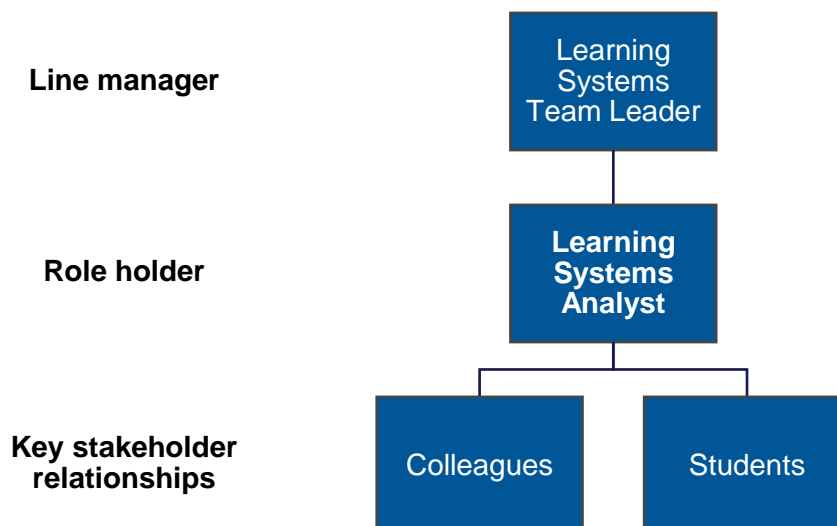 Line manager
Learning
Systems
Team Leader
Role holder
Learning
Systems
Analyst
Key stakeholder
relationships
Colleagues
Students